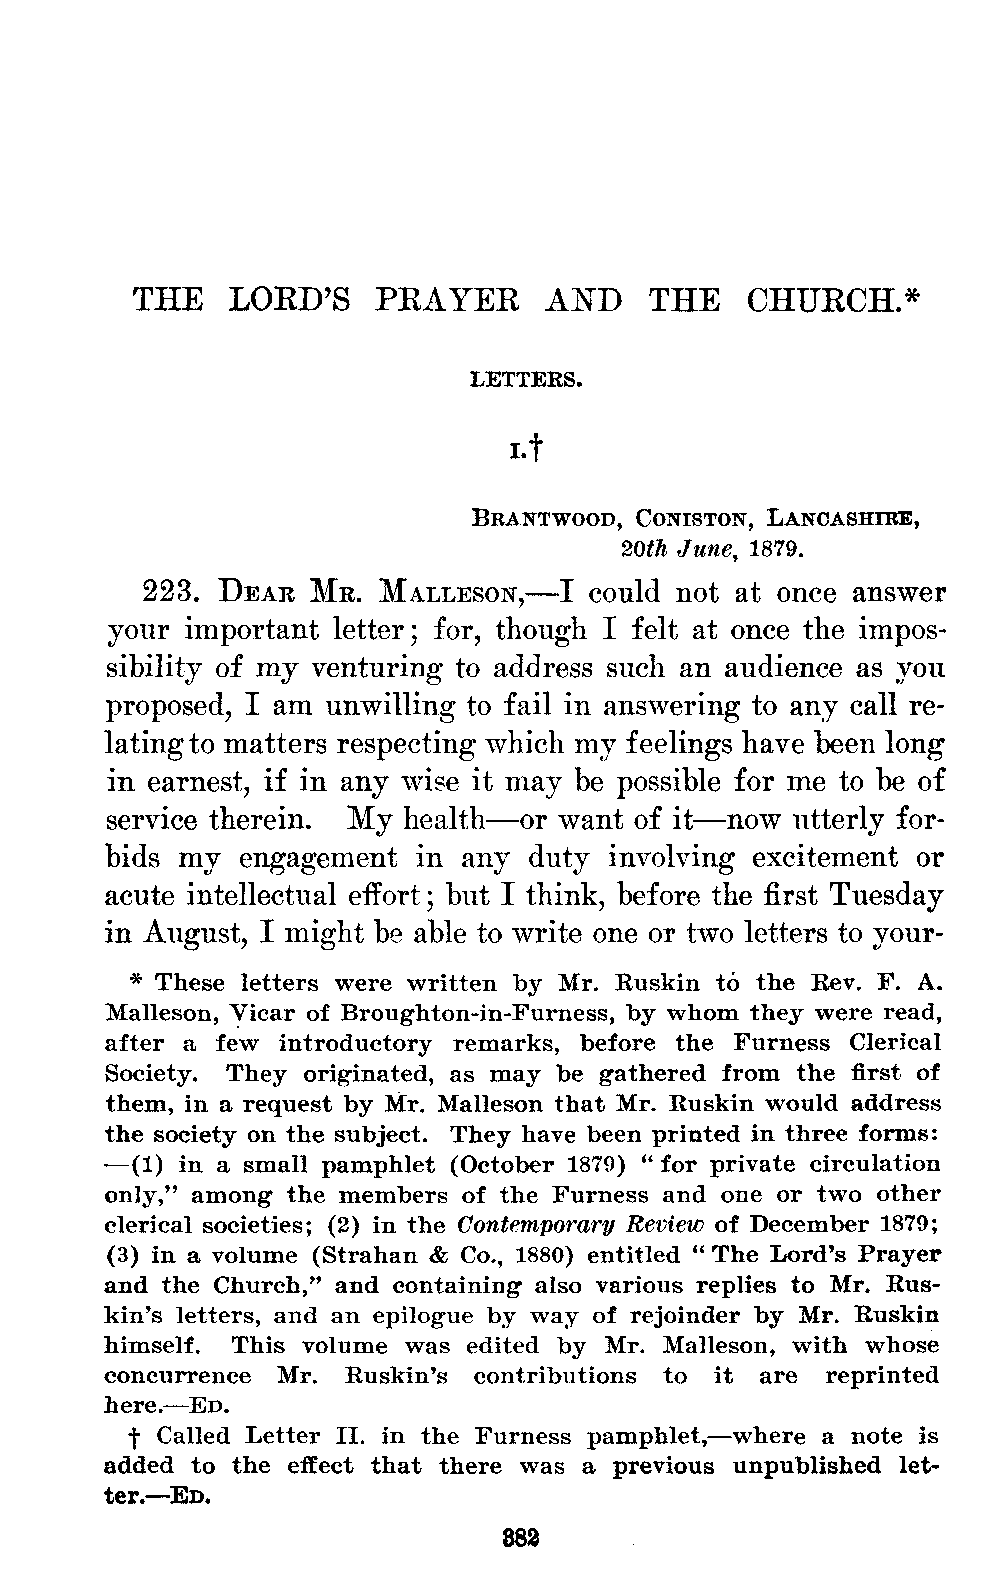 THE LORD'S PRAYER AND THE CHURCH.*
LETTERS.
I.†
BRANTWOOD, CONISTON, LANCASHIRE,
20th June, 1879.
223. DEAR MR. MALLESON,—I could not at once answer
your important letter; for, though I felt at once the impos-
sibility of my venturing to address such an audience as you
proposed, I am unwilling to fail in answering to any call re-
lating to matters respecting which my feelings have been long
in earnest, if in any wise it may be possible for me to be of
service therein. My health—or want of it—now utterly for-
bids my engagement in any duty involving excitement or
acute intellectual effort; but I think, before the first Tuesday
in August, I might be able to write one or two letters to your-
* These letters were written by Mr. Ruskin to the Rev. F. A.
Malleson, Vicar of Broughton-in-Furness, by whom they were read,
after a few introductory remarks, before the Furness Clerical
Society. They originated, as may be gathered from the first of
them, in a request by Mr. Malleson that Mr. Ruskin would address
the society on the subject. They have been printed in three forms:
—(1) in a small pamphlet (October 1879) “for private circulation
only,” among the members of the Furness and one or two other
clerical societies; (2) in the Contemporary Review of December 1879;
(3) in a volume (Strahan & Co., 1880) entitled “The Lord's Prayer
and the Church,” and containing also various replies to Mr. Rus-
kin's letters, and an epilogue by way of rejoinder by Mr. Ruskin
himself. This volume was edited by Mr. Malleson, with whose
concurrence Mr. Ruskin's contributions to it are reprinted
here.—ED.
† Called Letter II. in the Furness pamphlet,—where a note is
added to the effect that there was a previous unpublished let-
ter.—ED.
382